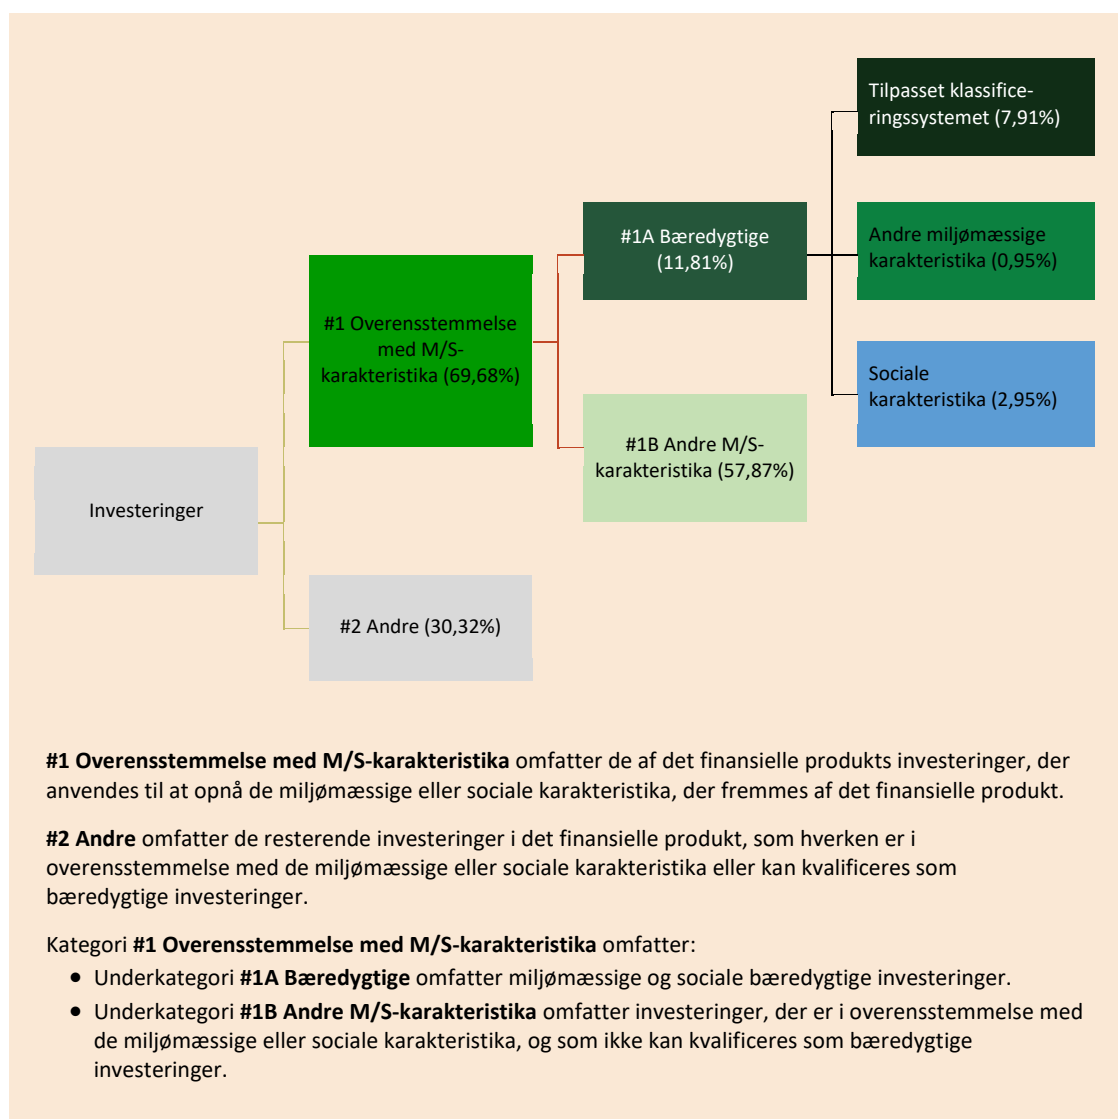 Tilpasset klassifice-
ringssystemet (7,91%)
#1A Bæredygtige
(11,81%)
Andre miljømæssige
karakteristika (0,95%)
#1 Overensstemmelse
med M/S-
karakteristika (69,68%)
Sociale
karakteristika (2,95%)
#1B Andre M/S-
karakteristika (57,87%)
Investeringer
#2 Andre (30,32%)
#1 Overensstemmelse med M/S-karakteristika omfatter de af det finansielle produkts investeringer, der
anvendes til at opnå de miljømæssige eller sociale karakteristika, der fremmes af det finansielle produkt.
#2 Andre omfatter de resterende investeringer i det finansielle produkt, som hverken er i
overensstemmelse med de miljømæssige eller sociale karakteristika eller kan kvalificeres som
bæredygtige investeringer.
Kategori #1 Overensstemmelse med M/S-karakteristika omfatter:
• Underkategori #1A Bæredygtige omfatter miljømæssige og sociale bæredygtige investeringer.
• Underkategori #1B Andre M/S-karakteristika omfatter investeringer, der er i overensstemmelse med
de miljømæssige eller sociale karakteristika, og som ikke kan kvalificeres som bæredygtige
investeringer.